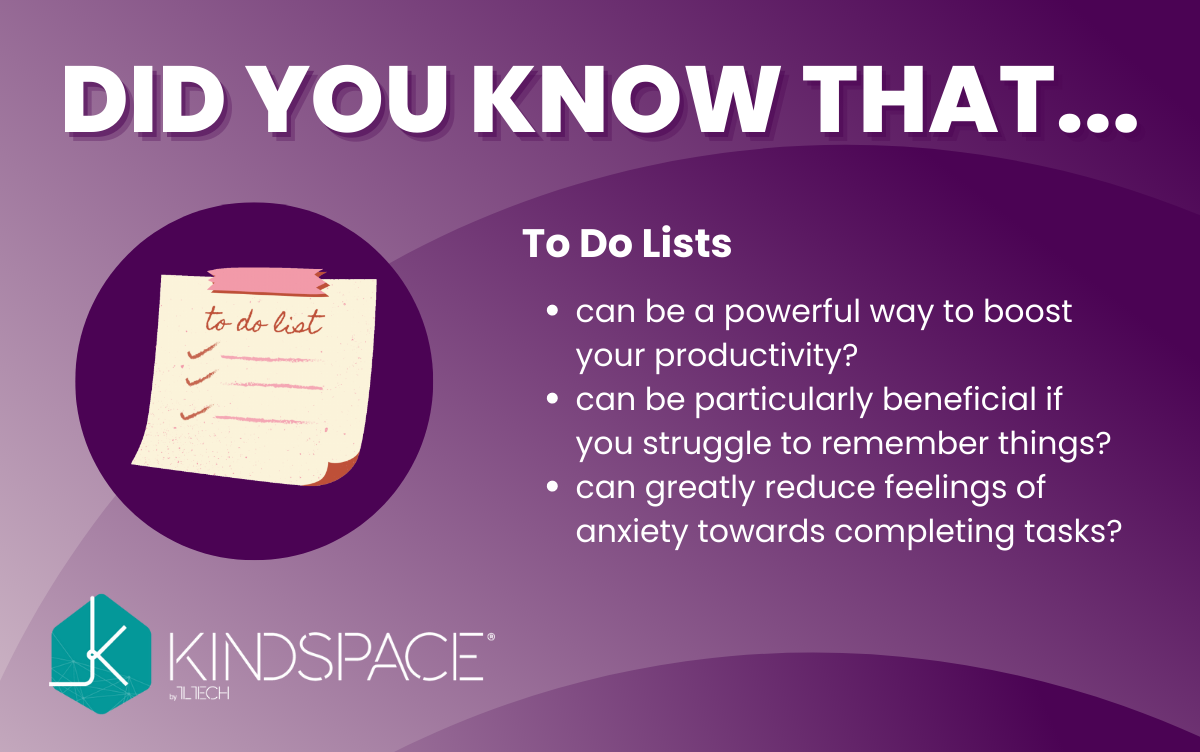 DID YOU KNOW THAT...
to do list
To Do Lists
• can be a powerful way to boost
your productivity?
• can be particularly beneficial if
you struggle to remember things?
• can greatly reduce feelings of
anxiety towards completing tasks?
KINDSPACE®
by 1LTECH